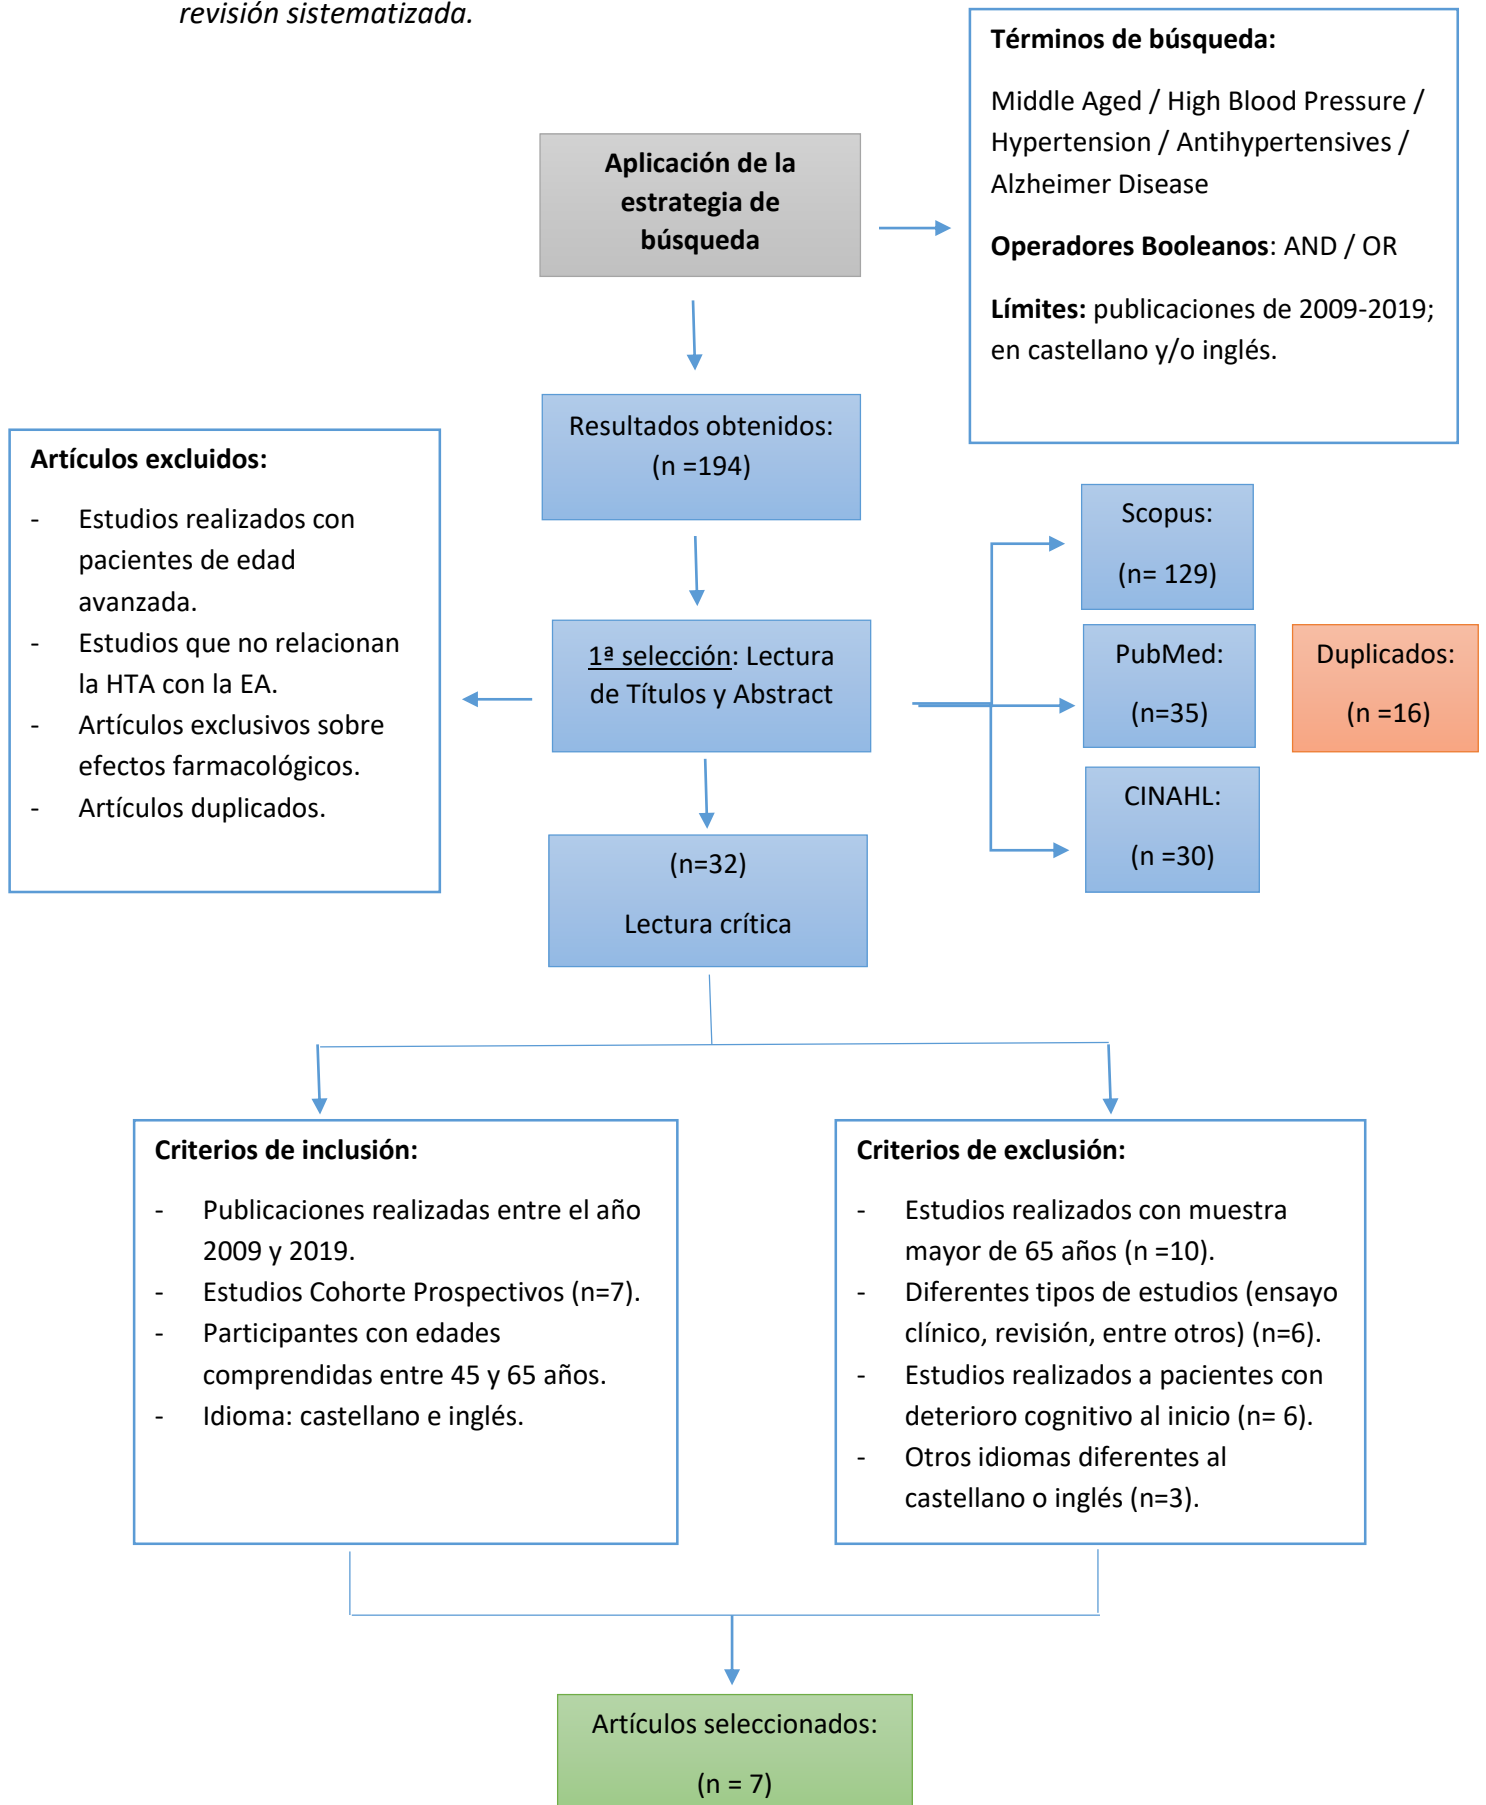 revisión sistematizada.
Términos de búsqueda:
Middle Aged / High Blood Pressure /
Hypertension / Antihypertensives /
Alzheimer Disease
Operadores Booleanos: AND / OR
Límites: publicaciones de 2009-2019;
en castellano y/o inglés.
Aplicación de la
estrategia de
búsqueda
Resultados obtenidos:
(n =194)
Artículos excluidos:
- Estudios realizados con
pacientes de edad
avanzada.
- Estudios que no relacionan
la HTA con la EA.
- Artículos exclusivos sobre
efectos farmacológicos.
- Artículos duplicados.
1ª selección: Lectura
de Títulos y Abstract
Scopus:
(n= 129)
PubMed:
(n=35)
Duplicados:
(n =16)
CINAHL:
(n =30)
(n=32)
Lectura crítica
Criterios de inclusión:
- Publicaciones realizadas entre el año
2009 y 2019.
- Estudios Cohorte Prospectivos (n=7).
- Participantes con edades
comprendidas entre 45 y 65 años.
- Idioma: castellano e inglés.
Criterios de exclusión:
- Estudios realizados con muestra
mayor de 65 años (n =10).
- Diferentes tipos de estudios (ensayo
clínico, revisión, entre otros) (n=6).
- Estudios realizados a pacientes con
deterioro cognitivo al inicio (n= 6).
- Otros idiomas diferentes al
castellano o inglés (n=3).
Artículos seleccionados:
(n = 7)